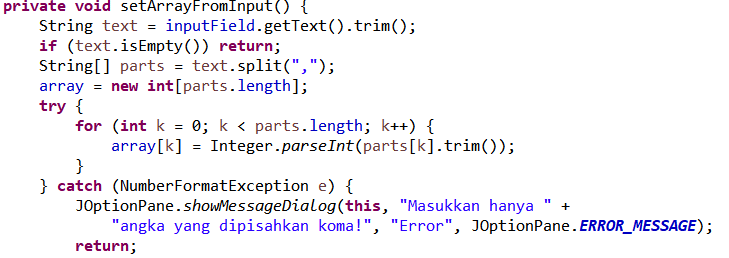 private void setArrayFromInput() {
    String text = inputField.getText().trim();
    if (text.isEmpty()) return;
    String[] parts = text.split(",");
    array = new int[parts.length];
    try {
        for (int k = 0; k < parts.length; k++) {
            array[k] = Integer.parseInt(parts[k].trim());
        }
    } catch (NumberFormatException e) {
        JOptionPane.showMessageDialog(this, "Masukkan hanya " +
            "angka yang dipisahkan koma!", "Error", JOptionPane.ERROR_MESSAGE);
        return;